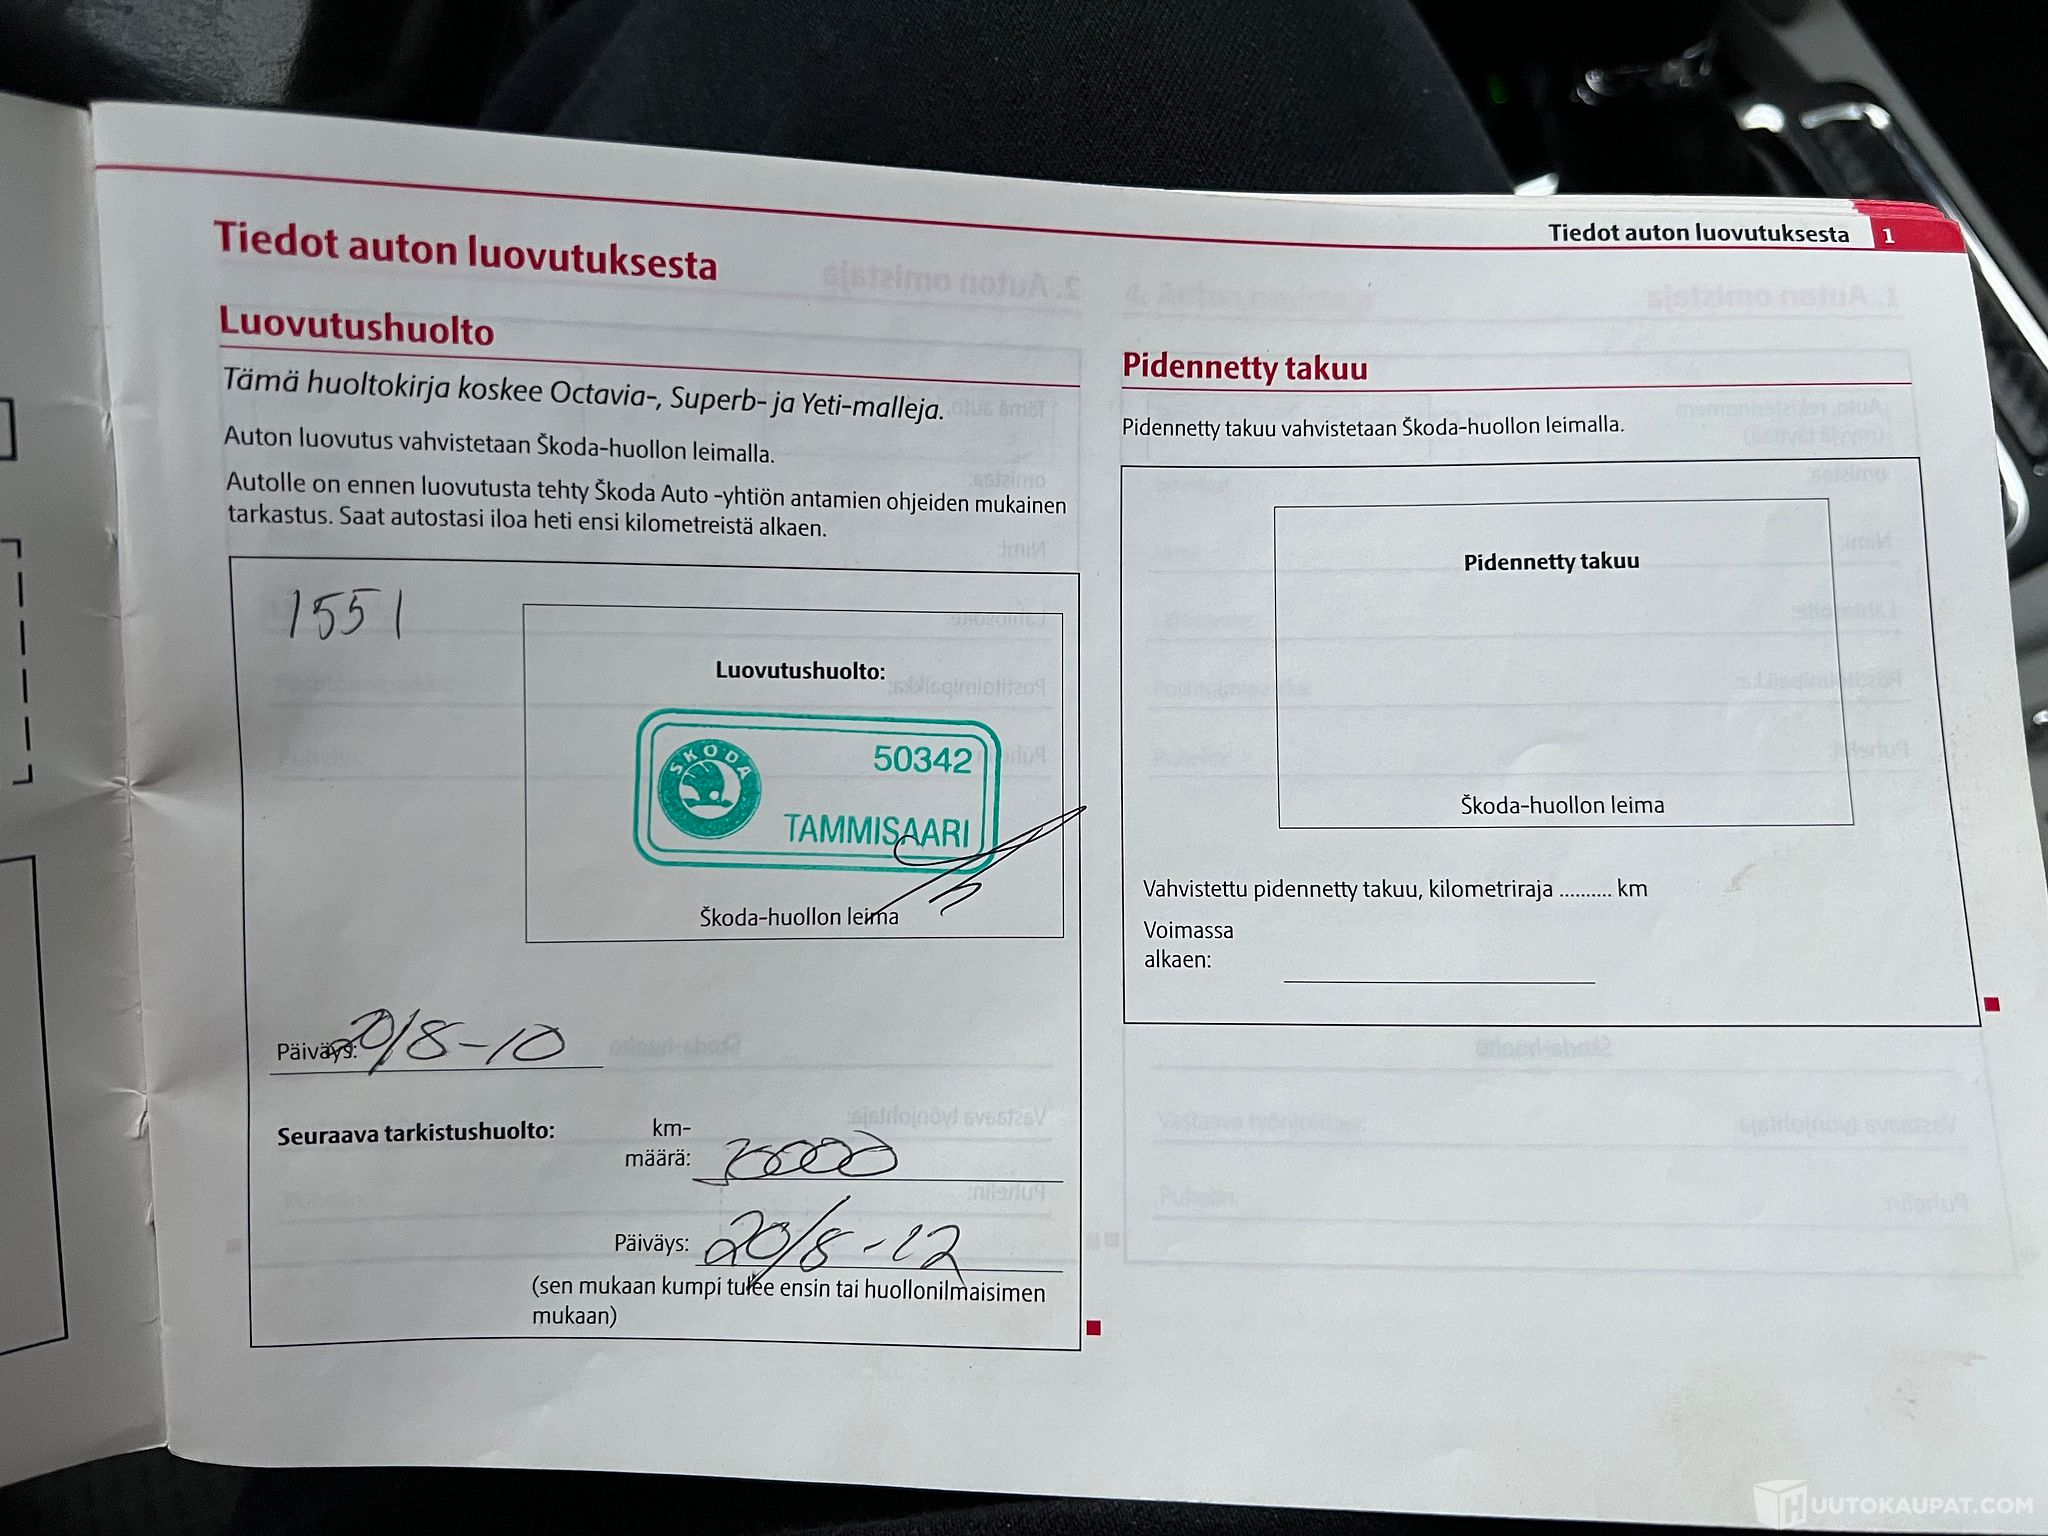 Tiedot auton luovutuksesta 1
Tiedot auton luovutuksesta
Luovutushuolto
Tämä huoltokirja koskee Octavia-, Superb- ja Yeti-malleja.
Auton luovutus vahvistetaan Škoda-huollon leimalla.
Autolle on ennen luovutusta tehty Škoda Auto -yhtiön antamien ohjeiden mukainen
tarkastus. Saat autostasi iloa heti ensi kilometreistä alkaen.
1551
Luovutushuolto:
SKODA
50342
TAMMISAARI
Škoda-huollon leima
Päiväys: 20/8-10
Seuraava tarkistushuolto:
km-
määrä:
Päiväys: 20/8-12
(sen mukaan kumpi tulee ensin tai huollonilmaisimen
mukaan)
Pidennetty takuu
Pidennetty takuu vahvistetaan Škoda-huollon leimalla.
Pidennetty takuu
Škoda-huollon leima
Vahvistettu pidennetty takuu, kilometriraja .......... km
Voimassa
alkaen:
HUUTOKAUPAT.COM